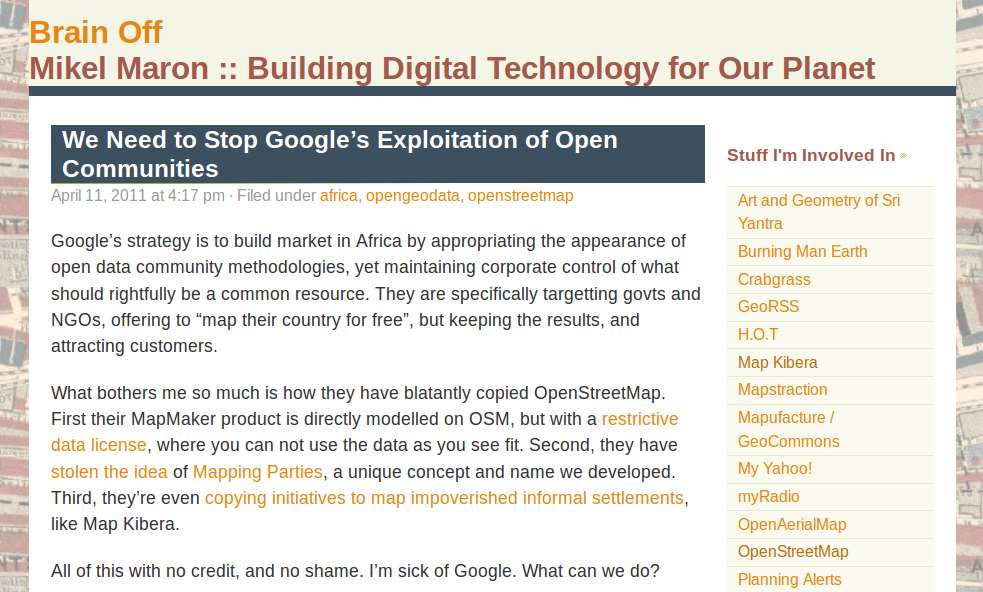 Brain Off
Mikel Maron :: Building Digital Technology for Our Planet
We Need to Stop Google’s Exploitation of Open
Communities
April 11, 2011 at 4:17 pm · Filed under africa, opengeodata, openstreetmap
Google’s strategy is to build market in Africa by appropriating the appearance of
open data community methodologies, yet maintaining corporate control of what
should rightfully be a common resource. They are specifically targetting govts and
NGOs, offering to “map their country for free”, but keeping the results, and
attracting customers.
What bothers me so much is how they have blatantly copied OpenStreetMap.
First their MapMaker product is directly modelled on OSM, but with a restrictive
data license, where you can not use the data as you see fit. Second, they have
stolen the idea of Mapping Parties, a unique concept and name we developed.
Third, they’re even copying initiatives to map impoverished informal settlements,
like Map Kibera.
All of this with no credit, and no shame. I’m sick of Google. What can we do?
Stuff I'm Involved In »
Art and Geometry of Sri
Yantra
Burning Man Earth
Crabgrass
GeoRSS
H.O.T
Map Kibera
Mapstraction
Mapufacture /
GeoCommons
My Yahoo!
myRadio
OpenAerialMap
OpenStreetMap
Planning Alerts